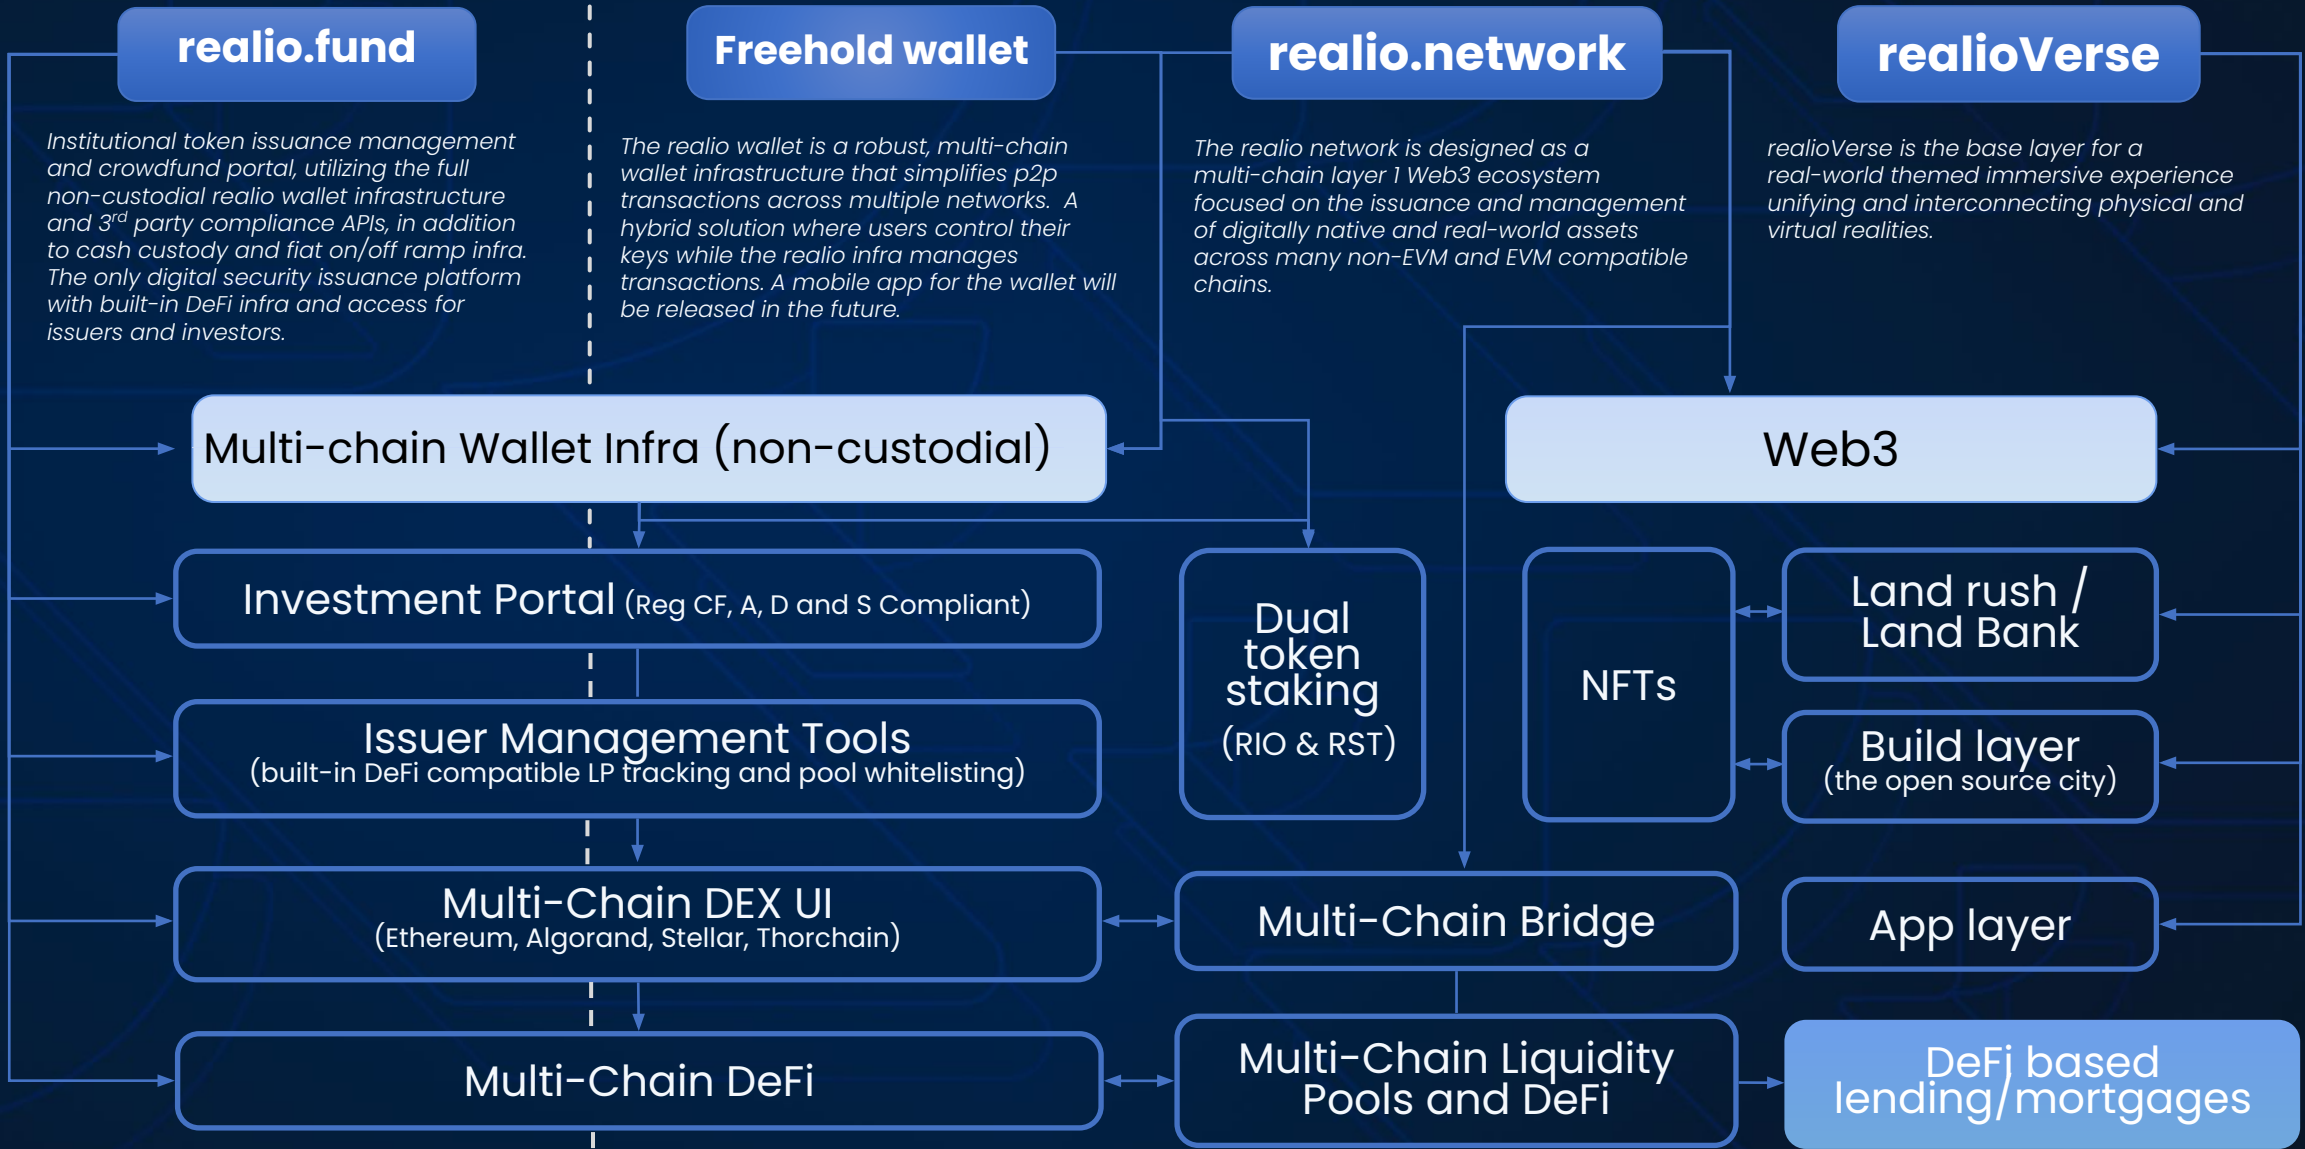 realio.fund
Freehold wallet
realio.network
realioVerse
Institutional token issuance management
and crowdfund portal, utilizing the full
non-custodial realio wallet infrastructure
and 3rd party compliance APIs, in addition
to cash custody and fiat on/off ramp infra.
The only digital security issuance platform
with built-in DeFi infra and access for
issuers and investors.
The realio wallet is a robust, multi-chain
wallet infrastructure that simplifies p2p
transactions across multiple networks.  A
hybrid solution where users control their
keys while the realio infra manages
transactions. A mobile app for the wallet will
be released in the future.
The realio network is designed as a
multi-chain layer 1 Web3 ecosystem
focused on the issuance and management
of digitally native and real-world assets
across many non-EVM and EVM compatible
chains.
realioVerse is the base layer for a
real-world themed immersive experience
unifying and interconnecting physical and
virtual realities.
Multi-chain Wallet Infra (non-custodial)
Web3
Investment Portal (Reg CF, A, D and S Compliant)
Issuer Management Tools
(built-in DeFi compatible LP tracking and pool whitelisting)
Multi-Chain DEX UI
(Ethereum, Algorand, Stellar, Thorchain)
Multi-Chain DeFi
Dual
token
staking
(RIO & RST)
NFTs
Land rush /
Land Bank
Build layer
(the open source city)
Multi-Chain Bridge
App layer
Multi-Chain Liquidity
Pools and DeFi
DeFi based
lending/mortgages